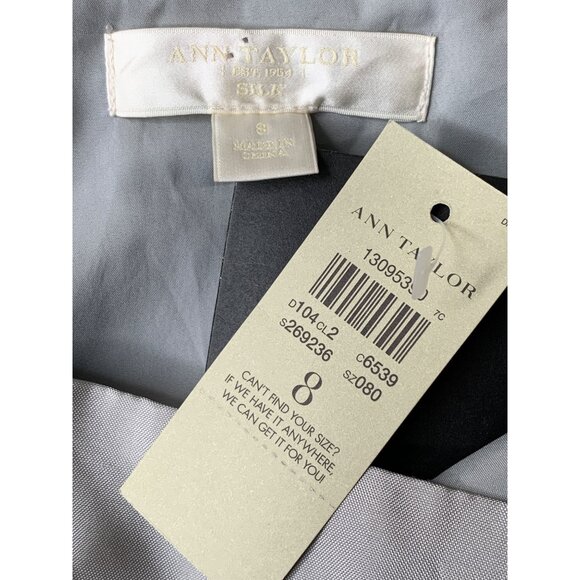 ANN TAYLOR
EST. 1954
SILK
8
MADE IN
CHINA
ANN TAYLOR
7C
D104 CL2
S269236
C6539
SZ080
8
CAN'T FIND YOUR SIZE?
IF WE HAVE IT ANYWHERE,
WE CAN GET IT FOR YOU!